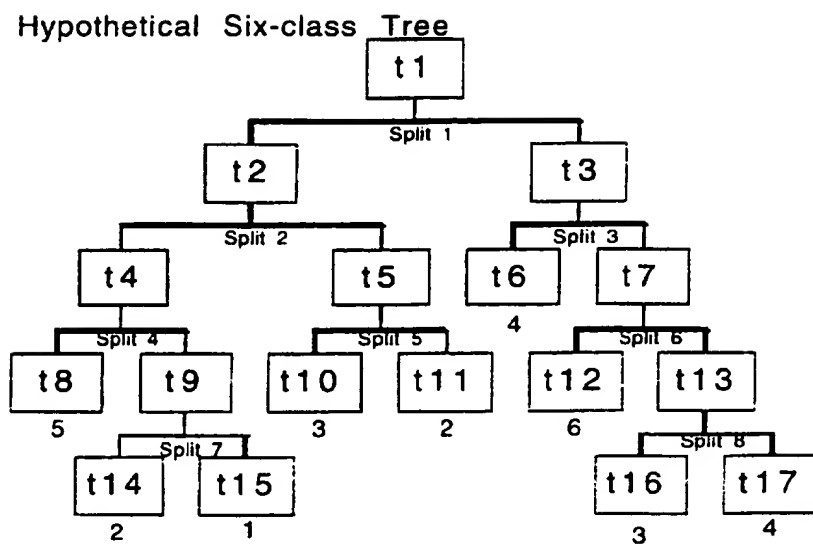 Hypothetical Six-class Tree
t1
Split 1
t2 t3
Split 2 Split 3
t4 t5 t6 t7
4
Split 4 Split 5 Split 6
t8 t9 t10 t11 t12 t13
5 3 2 6
Split 7 Split 8
t14 t15 t16 t17
2 1 3 4